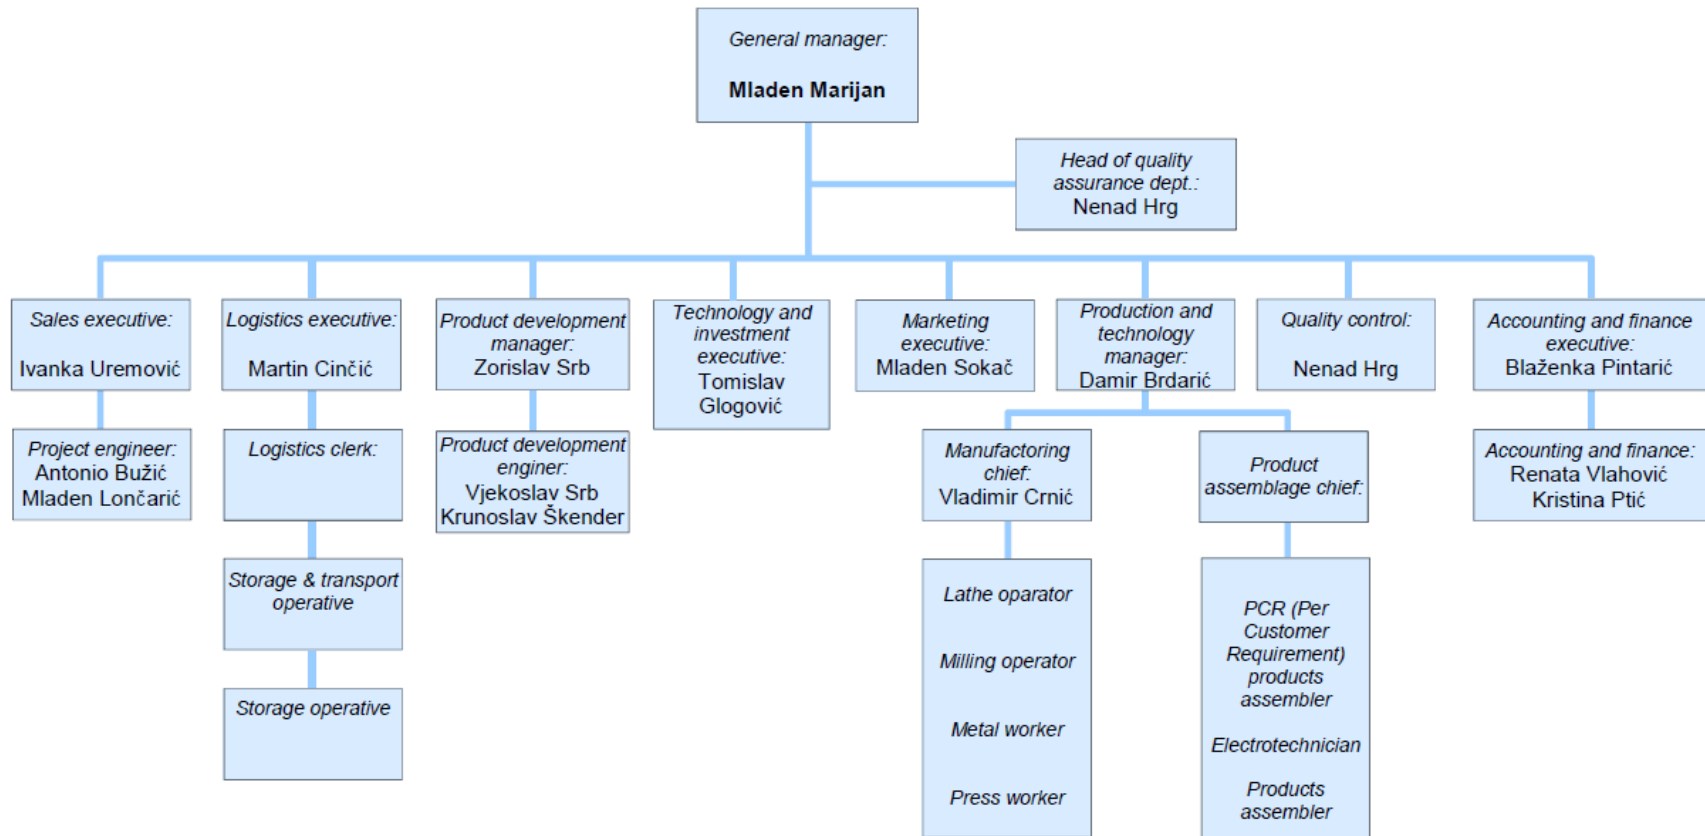 General manager:
Mladen Marijan
Head of quality
assurance dept.:
Nenad Hrg
Sales executive:
Ivanka Uremović
Logistics executive:
Martin Cinčić
Product development
manager:
Zorislav Srb
Technology and
investment
executive:
Tomislav
Glogović
Marketing
executive:
Mladen Sokač
Production and
technology
manager:
Damir Brdarić
Quality control:
Nenad Hrg
Accounting and finance
executive:
Blaženka Pintarić
Project engineer:
Antonio Bužić
Mladen Lončarić
Logistics clerk:
Product development
enginer:
Vjekoslav Srb
Krunoslav Škender
Manufactoring
chief:
Vladimir Crnić
Product
assemblage chief:
Accounting and finance:
Renata Vlahović
Kristina Ptić
Storage & transport
operative
Storage operative
Lathe oparator
Milling operator
Metal worker
Press worker
PCR (Per
Customer
Requirement)
products
assembler
Electrotechnician
Products
assembler